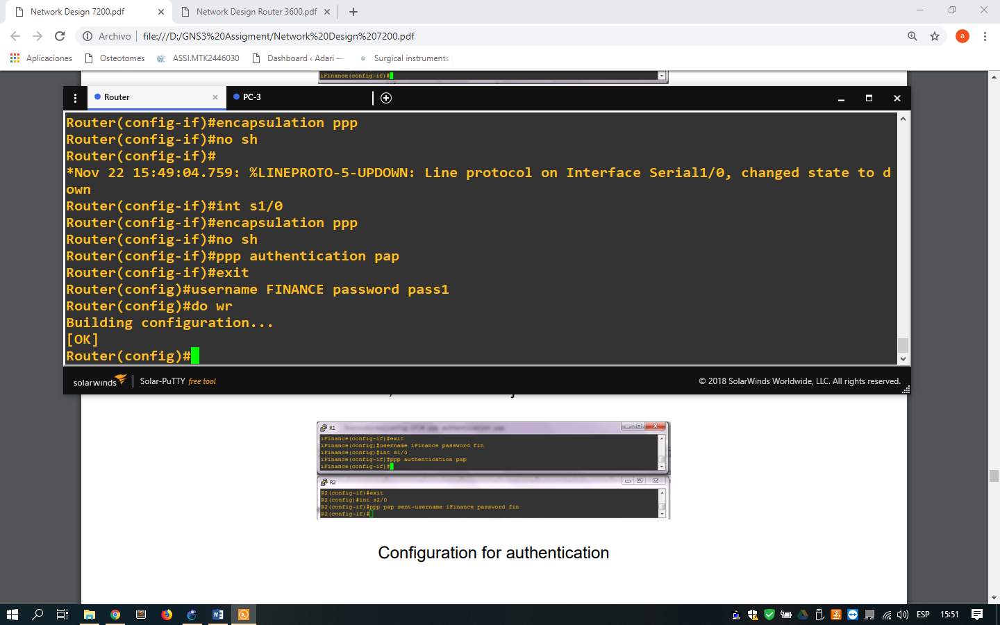 Network Design 7200.pdf
Network Design Router 3600.pdf
Archivo
file:///D:/GNS3%20Assigment/Network%20Design%207200.pdf
a
Aplicaciones
Osteotomes
ASSI.MTK2446030
Dashboard ‹ Adari —
Surgical instruments
iFinance(config-if)#
Router
PC-3
Router(config-if)#encapsulation ppp
Router(config-if)#no sh
Router(config-if)#
*Nov 22 15:49:04.759: %LINEPROTO-5-UPDOWN: Line protocol on Interface Serial1/0, changed state to d
own
Router(config-if)#int s1/0
Router(config-if)#encapsulation ppp
Router(config-if)#no sh
Router(config-if)#ppp authentication pap
Router(config-if)#exit
Router(config)#username FINANCE password pass1
Router(config)#do wr
Building configuration...
[OK]
Router(config)#
solarwinds
Solar-PuTTY free tool
© 2018 SolarWinds Worldwide, LLC. All rights reserved.
R1
iFinance(config-if)#exit
iFinance(config)#username iFinance password fin
iFinance(config)#int s1/0
iFinance(config-if)#ppp authentication pap
iFinance(config-if)#
R2
R2(config-if)#exit
R2(config)#int s2/0
R2(config-if)#ppp pap sent-username iFinance password fin
R2(config-if)#
Configuration for authentication
ESP
15:51